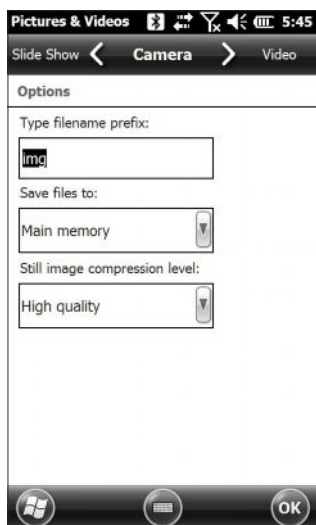 Pictures & Videos 5:45
Slide Show Camera Video
Options
Type filename prefix:
img
Save files to:
Main memory
Still image compression level:
High quality
OK